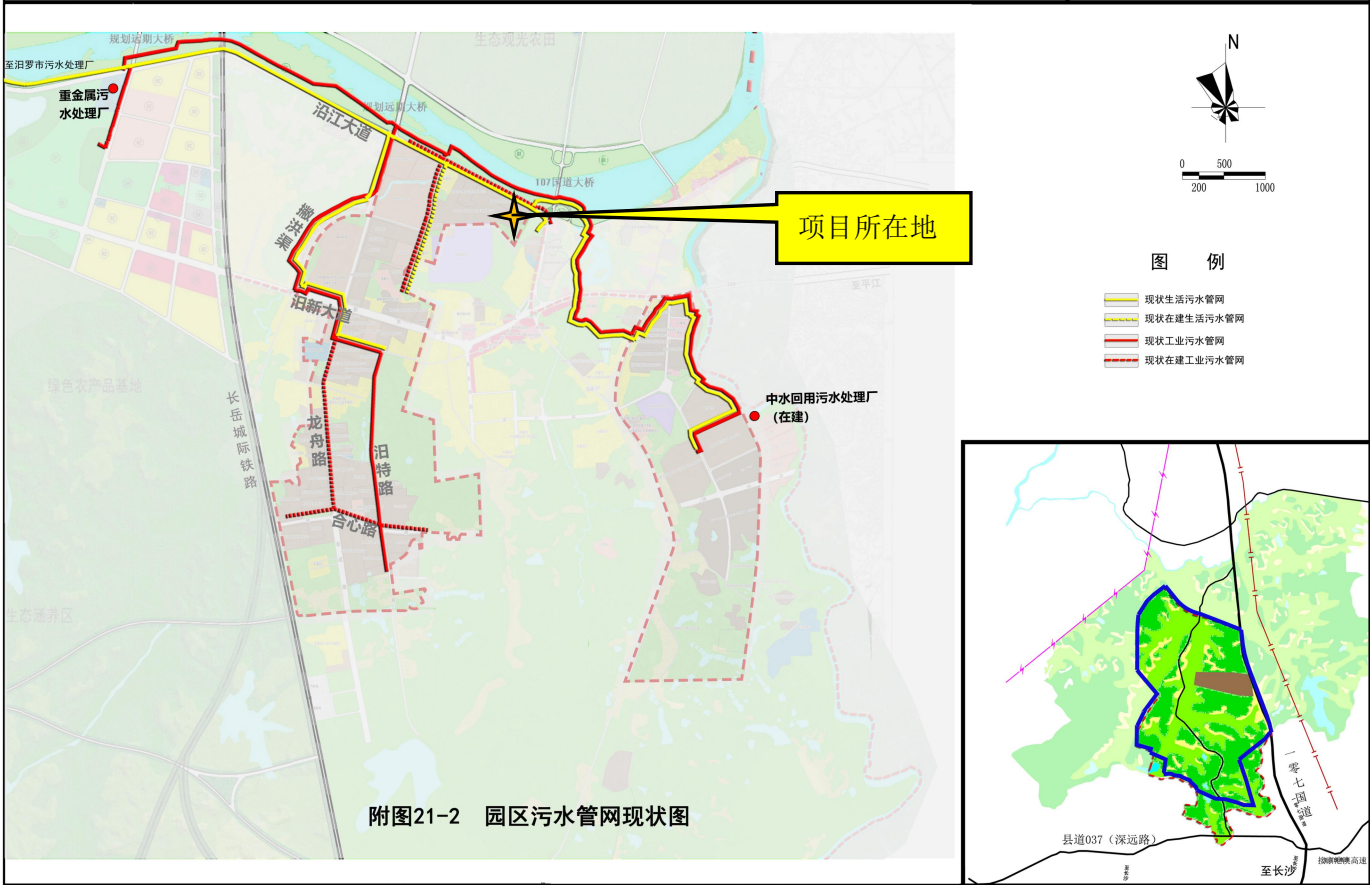 规划远期大桥
生态观光农田
至汨罗市污水处理厂
重金属污
水处理厂
沿江大道
规划远期大桥
107国道大桥
项目所在地
撇洪渠
汨新大道
至平江
绿色农产品基地
长岳城际铁路
龙舟路
汨特路
合心路
中水回用污水处理厂
（在建）
生态涵养区
附图21-2 园区污水管网现状图
N
0 500
200 1000
图 例
现状生活污水管网
现状在建生活污水管网
现状工业污水管网
现状在建工业污水管网
一零七国道
县道037（深远路）
至长沙
至长沙